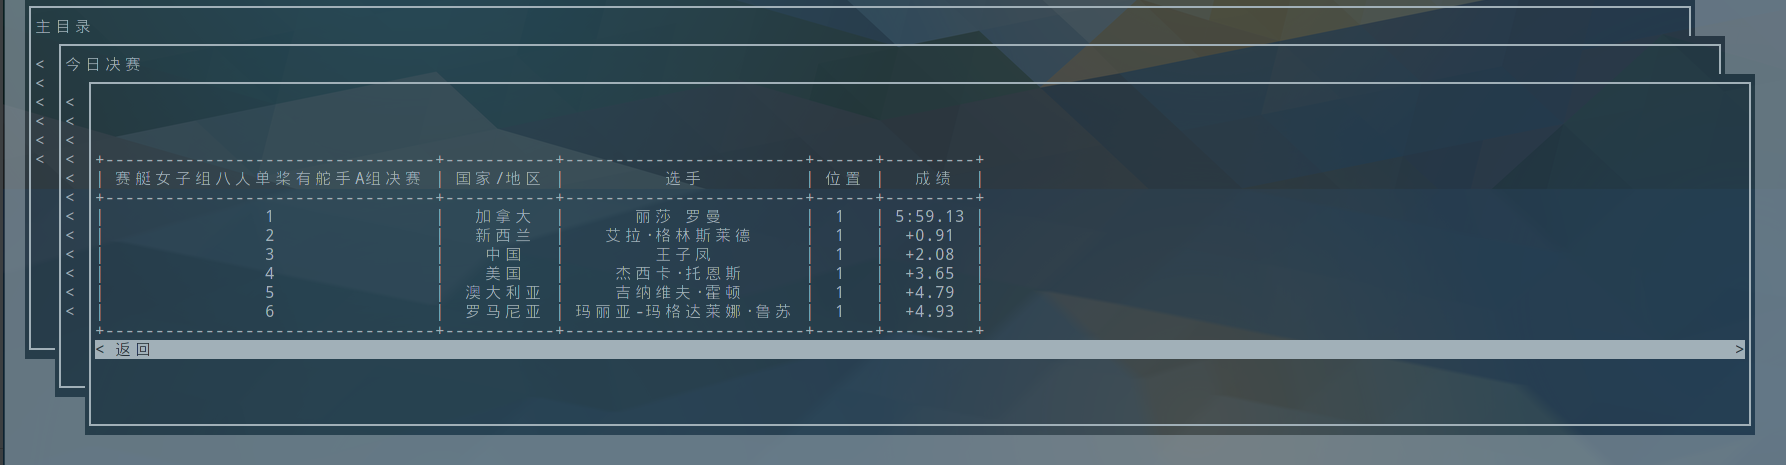 主目录
<
<
<
<
<
<
今日决赛
<
<
<
<
<
<
<
<
<
<
<
<
+---------------------------------+-----------+------------------------+------+---------+
| 赛艇女子组八人单桨有舵手A组决赛 | 国家/地区 | 选手 | 位置 | 成绩 |
+---------------------------------+-----------+------------------------+------+---------+
| 1 | 加拿大 | 丽莎 罗曼 | 1 | 5:59.13 |
| 2 | 新西兰 | 艾拉·格林斯莱德 | 1 | +0.91 |
| 3 | 中国 | 王子凤 | 1 | +2.08 |
| 4 | 美国 | 杰西卡·托恩斯 | 1 | +3.65 |
| 5 | 澳大利亚 | 吉纳维夫·霍顿 | 1 | +4.79 |
| 6 | 罗马尼亚 | 玛丽亚-玛格达莱娜·鲁苏 | 1 | +4.93 |
+---------------------------------+-----------+------------------------+------+---------+
< 返回 >